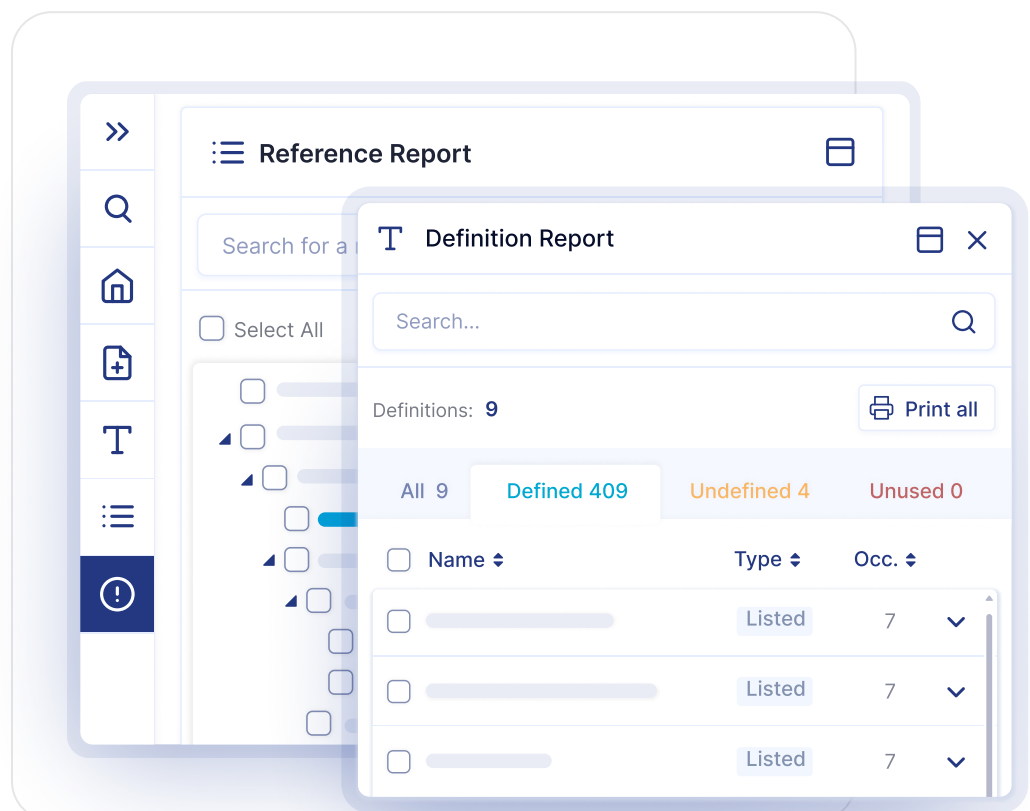 Reference Report
Search for a
Select All
Definition Report
Search...
Definitions: 9
Print all
All 9
Defined 409
Undefined 4
Unused 0
Name
Type
Occ.
Listed
7
Listed
7
Listed
7